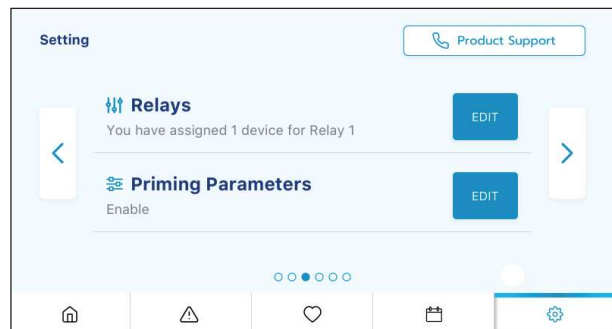 Setting
Product Support
Relays
You have assigned 1 device for Relay 1
EDIT
Priming Parameters
Enable
EDIT